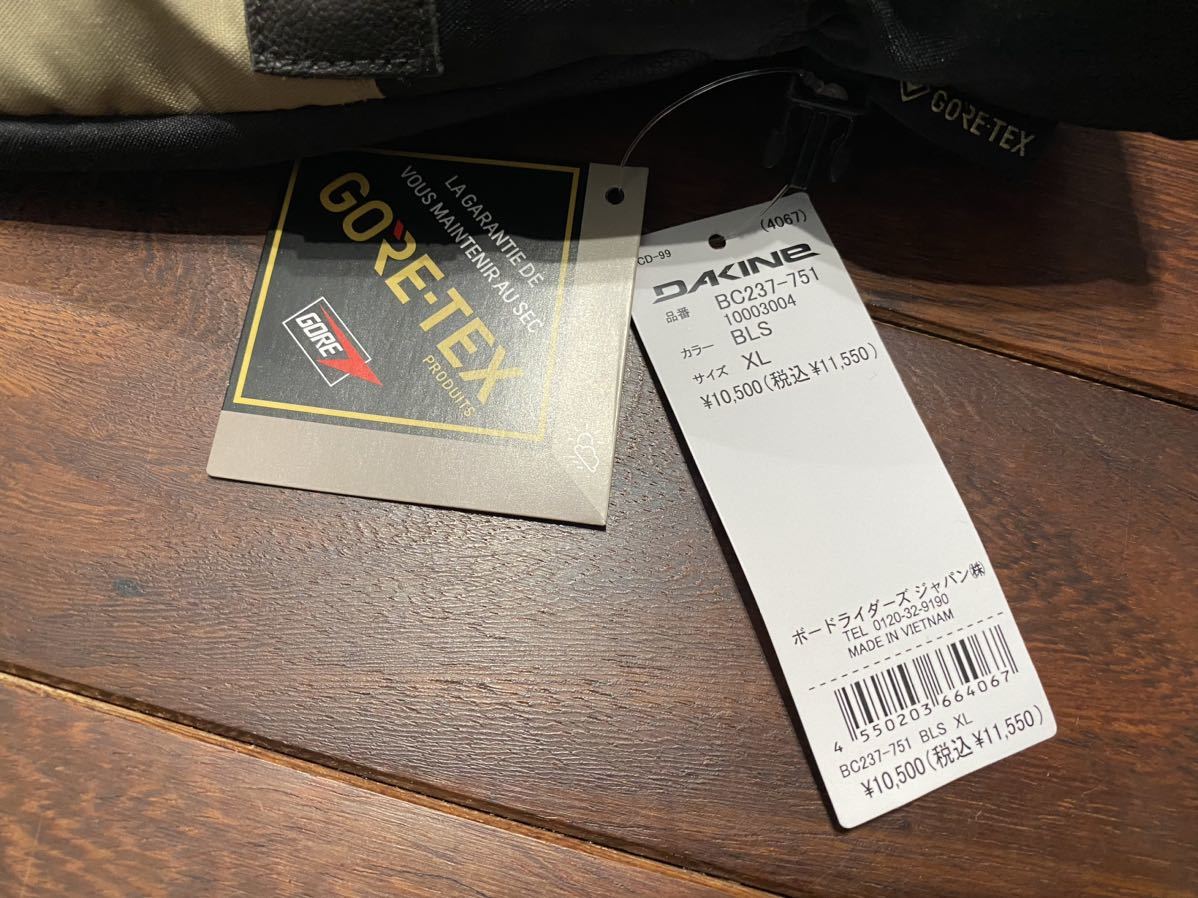 GORE-TEX
LA GARANTIE DE
VOUS MAINTENIR AU SEC
GORE-TEX
PRODUITS
GORE
CD-99
(4067)
DAKINE
品番 BC237-751
10003004
カラー BLS
サイズ XL
¥10,500(税込¥11,550)
ボードライダーズ ジャパン㈱
TEL 0120-32-9190
MADE IN VIETNAM
4 550203 664067
BC237-751 BLS XL
¥10,500(税込¥11,550)